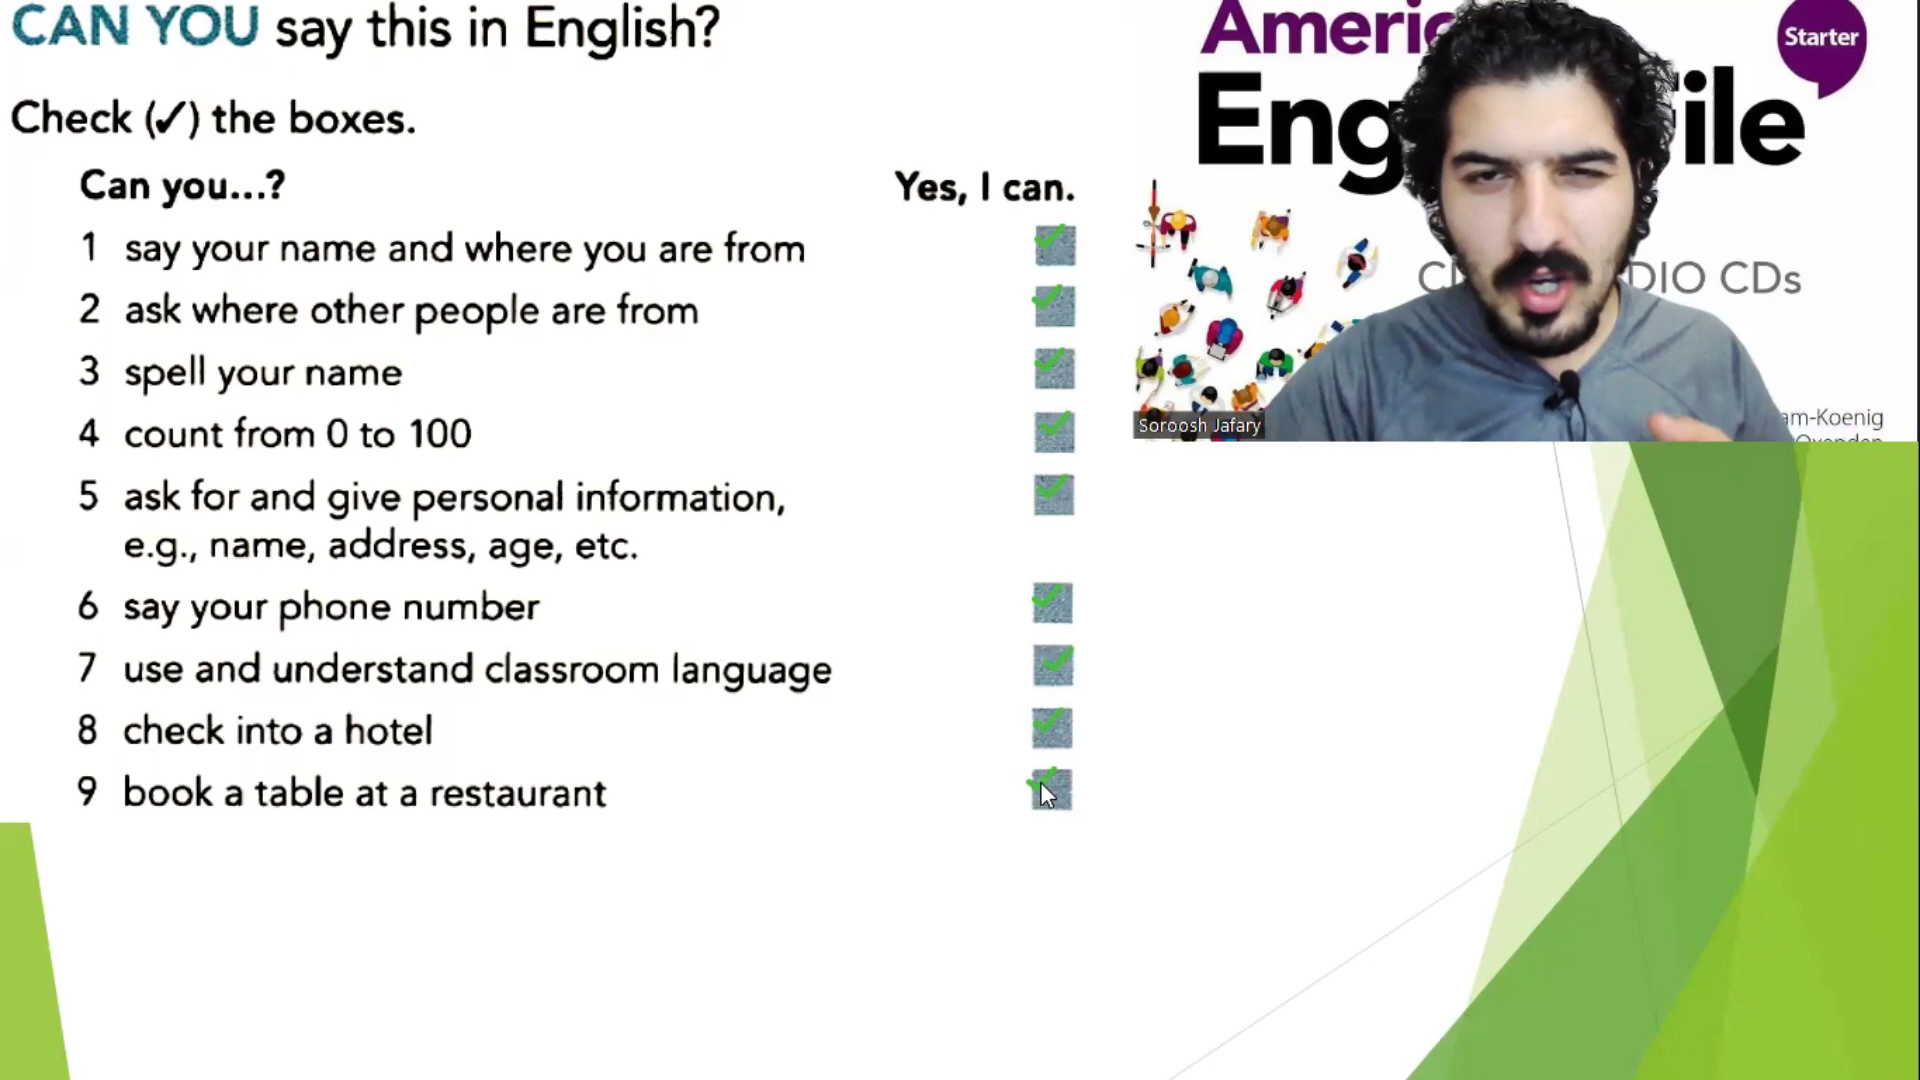 CAN YOU say this in English?
Check (✓) the boxes.
Can you...?
Yes, I can.
1 say your name and where you are from
2 ask where other people are from
3 spell your name
4 count from 0 to 100
5 ask for and give personal information,
e.g., name, address, age, etc.
6 say your phone number
7 use and understand classroom language
8 check into a hotel
9 book a table at a restaurant
Americ
Starter
Eng ile
DIO CDs
Soroosh Jafary
am-Koenig